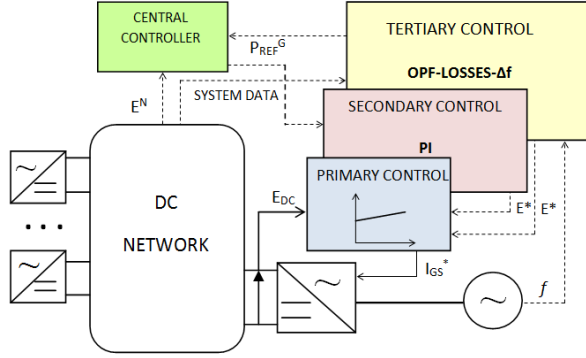 CENTRAL
CONTROLLER
P_REF^G
TERTIARY CONTROL
OPF-LOSSES-Δf
E^N
SYSTEM DATA
SECONDARY CONTROL
PI
PRIMARY CONTROL
DC
NETWORK
E_DC
E* E*
I_GS*
f